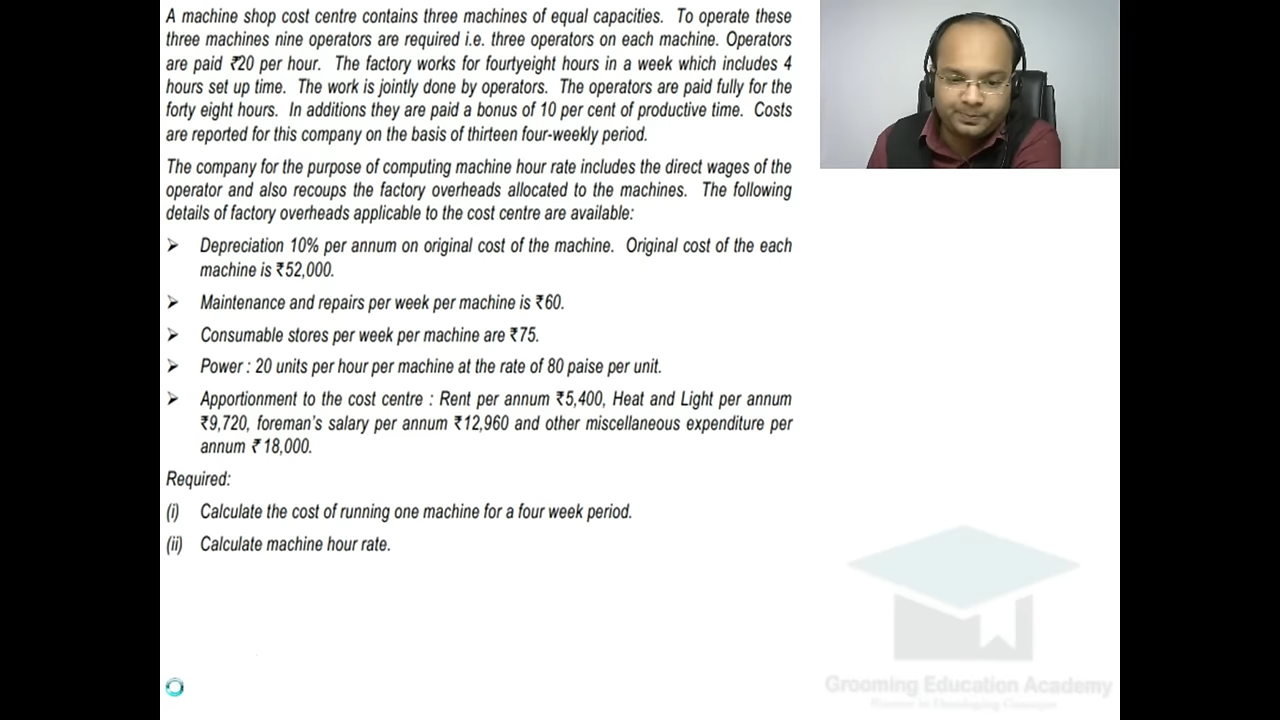 A machine shop cost centre contains three machines of equal capacities. To operate these
three machines nine operators are required i.e. three operators on each machine. Operators
are paid ₹20 per hour. The factory works for fourtyeight hours in a week which includes 4
hours set up time. The work is jointly done by operators. The operators are paid fully for the
forty eight hours. In additions they are paid a bonus of 10 per cent of productive time. Costs
are reported for this company on the basis of thirteen four-weekly period.
The company for the purpose of computing machine hour rate includes the direct wages of the
operator and also recoups the factory overheads allocated to the machines. The following
details of factory overheads applicable to the cost centre are available:
➢ Depreciation 10% per annum on original cost of the machine. Original cost of the each
machine is ₹52,000.
➢ Maintenance and repairs per week per machine is ₹60.
➢ Consumable stores per week per machine are ₹75.
➢ Power : 20 units per hour per machine at the rate of 80 paise per unit.
➢ Apportionment to the cost centre : Rent per annum ₹5,400, Heat and Light per annum
₹9,720, foreman's salary per annum ₹12,960 and other miscellaneous expenditure per
annum ₹18,000.
Required:
(i) Calculate the cost of running one machine for a four week period.
(ii) Calculate machine hour rate.
Grooming Education Academy